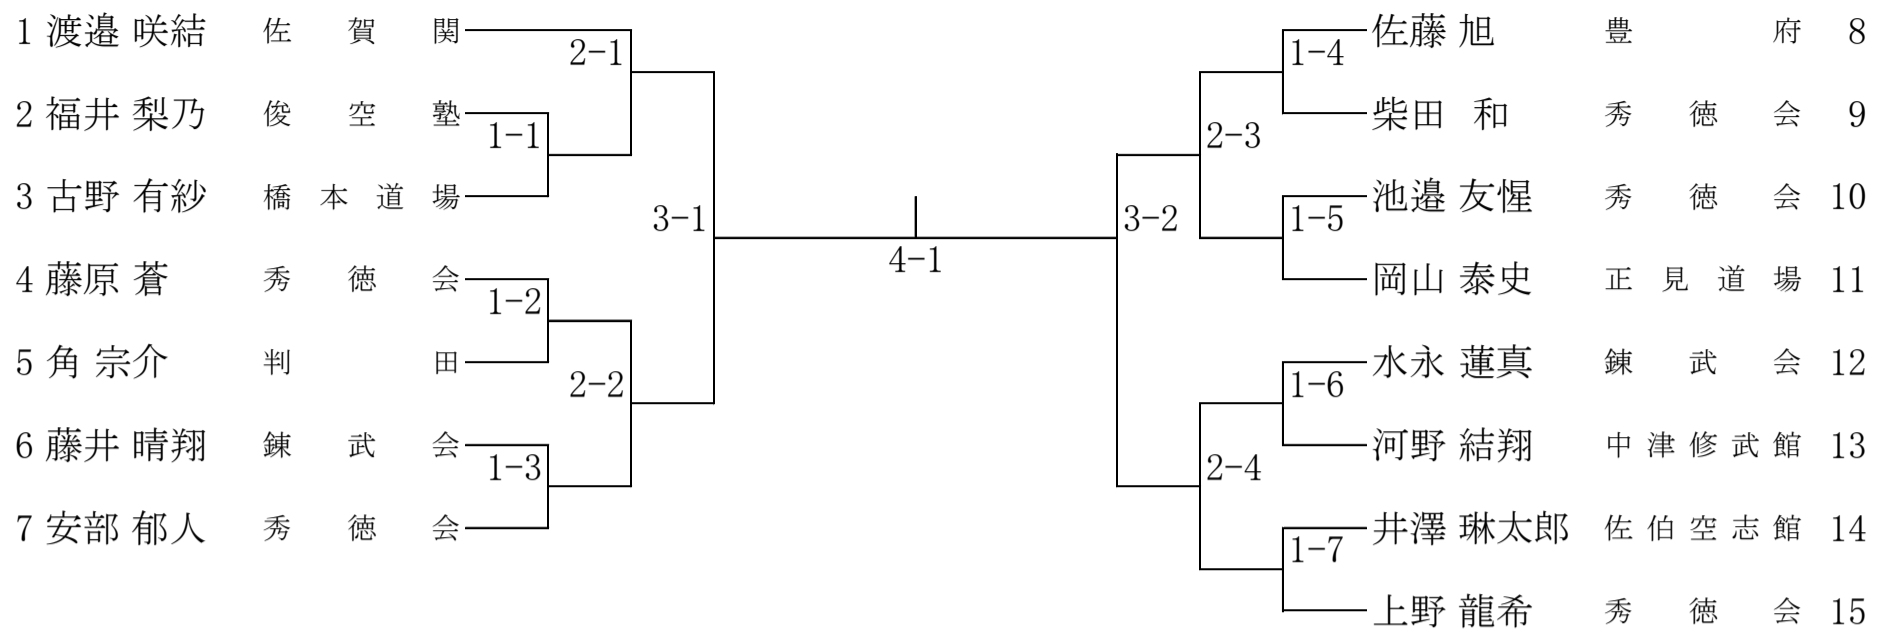 1 渡邉 咲結 佐賀関
2-1
2 福井 梨乃 俊空塾
1-1
3 古野 有紗 橋本道場
3-1
4 藤原 蒼 秀徳会
1-2
5 角 宗介 判田
2-2
6 藤井 晴翔 錬武会
1-3
7 安部 郁人 秀徳会
4-1
佐藤 旭 豊府 8
1-4
柴田 和 秀徳会 9
2-3
池邉 友惺 秀徳会 10
1-5
岡山 泰史 正見道場 11
3-2
水永 蓮真 錬武会 12
1-6
河野 結翔 中津修武館 13
2-4
井澤 琳太郎 佐伯空志館 14
1-7
上野 龍希 秀徳会 15